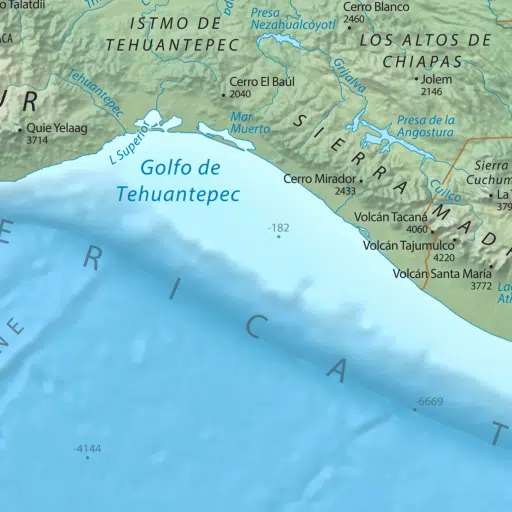 o Talatdii
ACA
ISTMO DE
TEHUANTEPEC
Presa
Nezahualcóyotl
Cerro Blanco
2460
LOS ALTOS DE
CHIAPAS
Tehuantepec
Cerro El Baúl
2040
Grijalva
Jolem
2146
UR
Quie Yelaag
3714
L Superior
Mar
Muerto
Presa de la
Angostura
SIERRA MADR
Golfo de
Tehuantepec
Cerro Mirador
2433
Cuilco
Sierra
Cuchum
La
379
Volcán Tacaná
4060
-182
Volcán Tajumulco
4220
Volcán Santa María
3772
La
Ati
ERICA T
NE
-6669
-4144